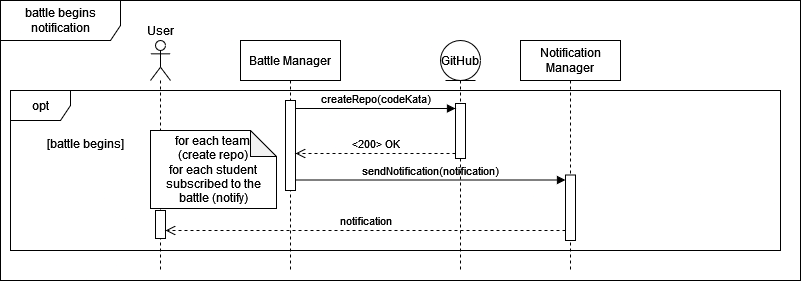 battle begins
notification
User
Battle Manager
GitHub
Notification
Manager
opt
createRepo(codeKata)
[battle begins]
for each team
(create repo)
for each student
subscribed to the
battle (notify)
<200> OK
sendNotification(notification)
notification